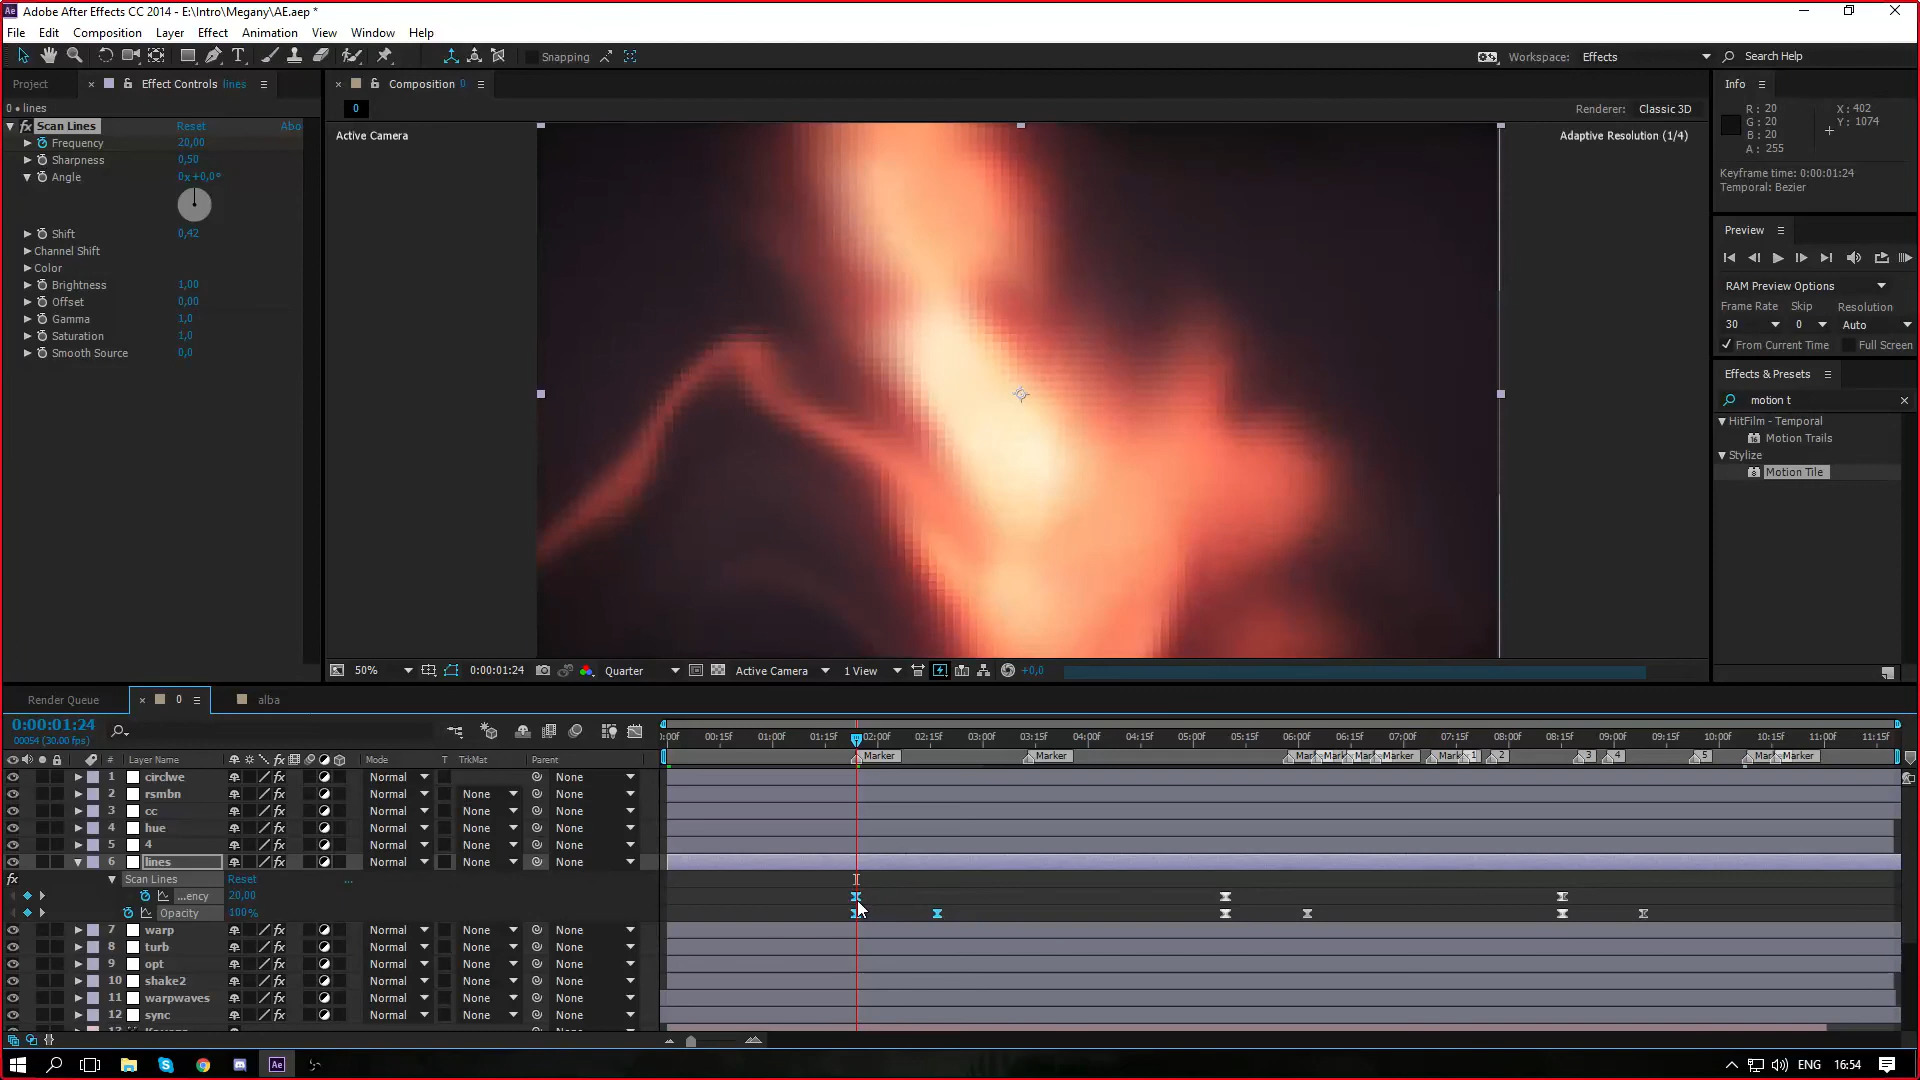 Adobe After Effects CC 2014 - E:\Intro\Megany\AE.aep *
File Edit Composition Layer Effect Animation View Window Help
Snapping Workspace: Effects Search Help
Project Effect Controls lines Composition 0 Info
0 • lines 0 Renderer: Classic 3D
fx Scan Lines Reset Abo
Frequency 20,00
Sharpness 0,50
Angle 0x+0,0°
Shift 0,42
Channel Shift
Color
Brightness 1,00
Offset 0,00
Gamma 1,0
Saturation 1,0
Smooth Source 0,0
Active Camera Adaptive Resolution (1/4)
R: 20 X: 402
G: 20 Y: 1074
B: 20
A: 255
Keyframe time: 0:00:01:24
Temporal: Bezier
Preview
RAM Preview Options
Frame Rate Skip Resolution
30 0 Auto
From Current Time Full Screen
Effects & Presets
motion t
HitFilm - Temporal
Motion Trails
Stylize
Motion Tile
50% 0:00:01:24 Quarter Active Camera 1 View +0,0
Render Queue 0 alba
0:00:01:24
00054 (30.00 fps)
:00f 00:15f 01:00f 01:15f 02:00f 02:15f 03:00f 03:15f 04:00f 04:15f 05:00f 05:15f 06:00f 06:15f 07:00f 07:15f 08:00f 08:15f 09:00f 09:15f 10:00f 10:15f 11:00f 11:15f
# Layer Name Mode T TrkMat Parent
Marker Marker Mar Mark Mark Marker Mark 1 2 3 4 5 Mar Marker
1 circlwe Normal None
2 rsmbn Normal None None
3 cc Normal None None
4 hue Normal None None
5 4 Normal None None
6 lines Normal None None
fx Scan Lines Reset ...
...ency 20,00
Opacity 100%
7 warp Normal None None
8 turb Normal None None
9 opt Normal None None
10 shake2 Normal None None
11 warpwaves Normal None None
12 sync Normal None None
ENG 16:54